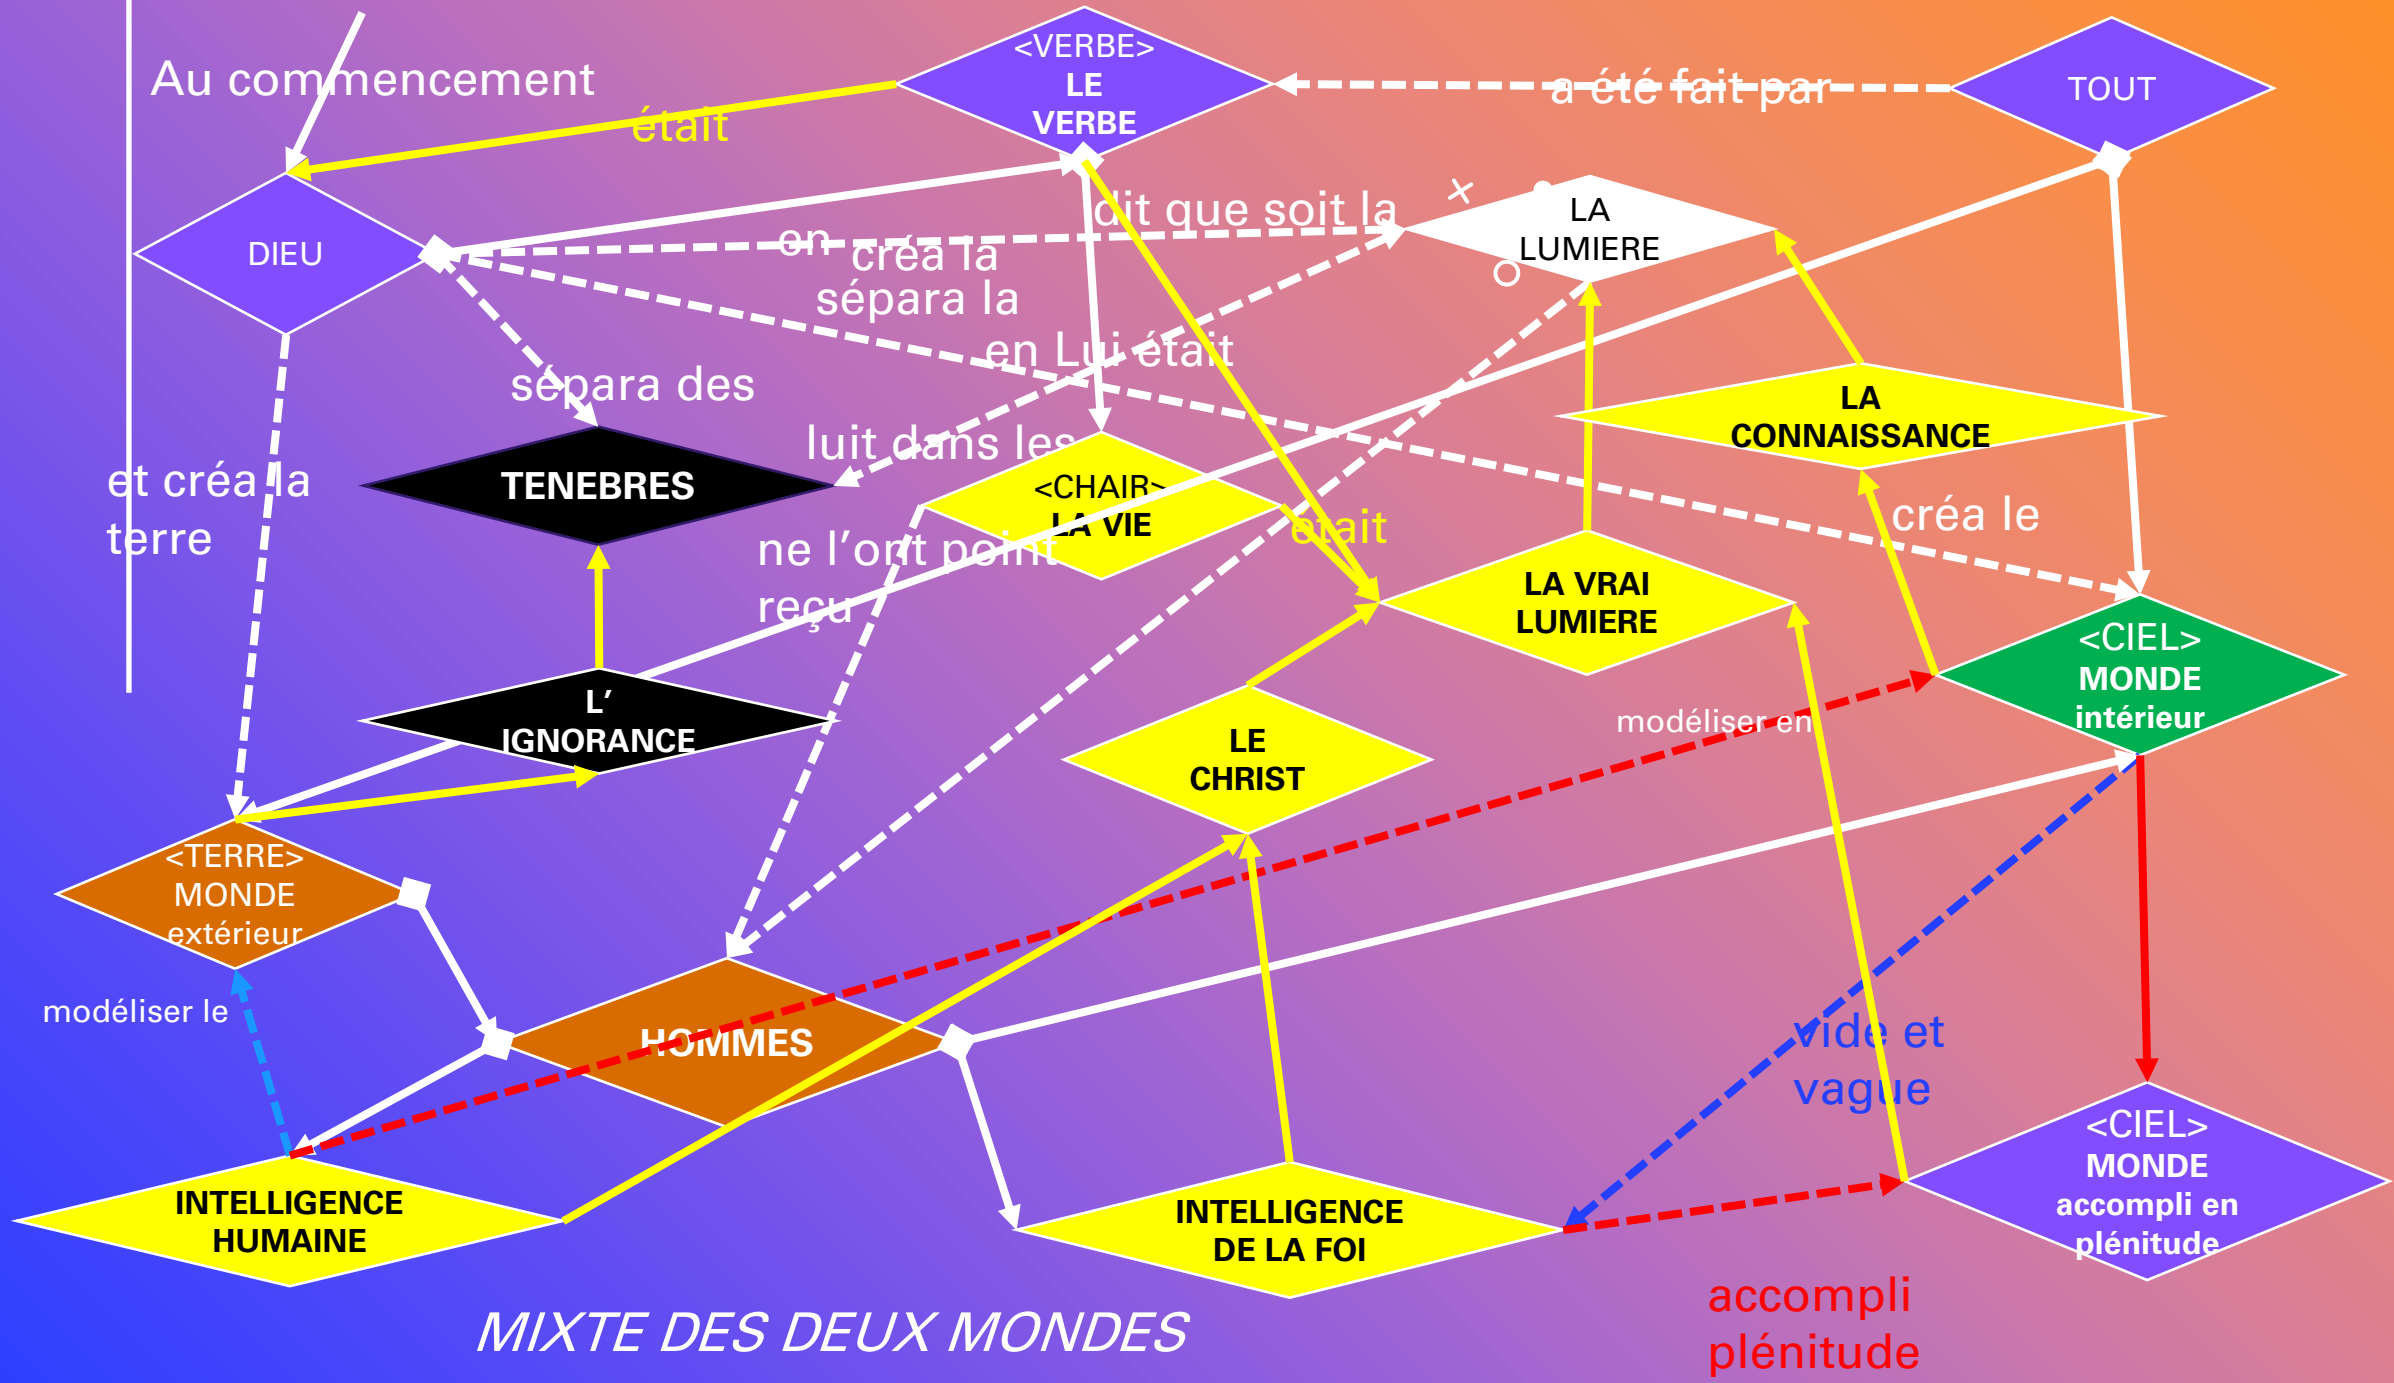 <VERBE>
LE
VERBE
TOUT
Au commencement
a été fait par
était
DIEU
dit que soit la
LA
LUMIERE
en
créa la
sépara la
en Lui était
sépara des
LA
CONNAISSANCE
luit dans les
TENEBRES
et créa la
terre
<CHAIR>
LA VIE
était
créa le
ne l’ont point
reçu
LA VRAI
LUMIERE
<CIEL>
MONDE
intérieur
L’
IGNORANCE
LE
CHRIST
modéliser en
<TERRE>
MONDE
extérieur
modéliser le
HOMMES
vide et
vague
<CIEL>
MONDE
accompli en
plénitude
INTELLIGENCE
HUMAINE
INTELLIGENCE
DE LA FOI
accompli
plénitude
MIXTE DES DEUX MONDES